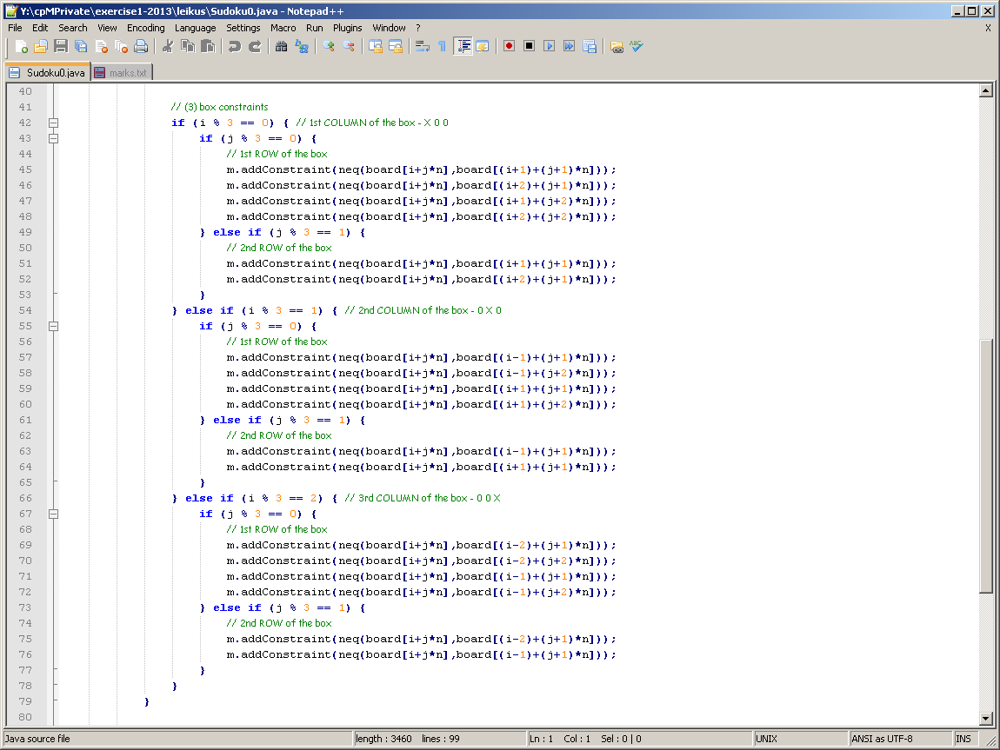 Y:\cpMPrivate\exercise1-2013\leikus\Sudoku0.java - Notepad++
File Edit Search View Encoding Language Settings Macro Run Plugins Window ? X
Sudoku0.java marks.txt
40
41 // (3) box constraints
42 if (i % 3 == 0) { // 1st COLUMN of the box - X 0 0
43 if (j % 3 == 0) {
44 // 1st ROW of the box
45 m.addConstraint(neq(board[i+j*n],board[(i+1)+(j+1)*n]));
46 m.addConstraint(neq(board[i+j*n],board[(i+2)+(j+1)*n]));
47 m.addConstraint(neq(board[i+j*n],board[(i+1)+(j+2)*n]));
48 m.addConstraint(neq(board[i+j*n],board[(i+2)+(j+2)*n]));
49 } else if (j % 3 == 1) {
50 // 2nd ROW of the box
51 m.addConstraint(neq(board[i+j*n],board[(i+1)+(j+1)*n]));
52 m.addConstraint(neq(board[i+j*n],board[(i+2)+(j+1)*n]));
53 }
54 } else if (i % 3 == 1) { // 2nd COLUMN of the box - 0 X 0
55 if (j % 3 == 0) {
56 // 1st ROW of the box
57 m.addConstraint(neq(board[i+j*n],board[(i-1)+(j+1)*n]));
58 m.addConstraint(neq(board[i+j*n],board[(i-1)+(j+2)*n]));
59 m.addConstraint(neq(board[i+j*n],board[(i+1)+(j+1)*n]));
60 m.addConstraint(neq(board[i+j*n],board[(i+1)+(j+2)*n]));
61 } else if (j % 3 == 1) {
62 // 2nd ROW of the box
63 m.addConstraint(neq(board[i+j*n],board[(i-1)+(j+1)*n]));
64 m.addConstraint(neq(board[i+j*n],board[(i+1)+(j+1)*n]));
65 }
66 } else if (i % 3 == 2) { // 3rd COLUMN of the box - 0 0 X
67 if (j % 3 == 0) {
68 // 1st ROW of the box
69 m.addConstraint(neq(board[i+j*n],board[(i-2)+(j+1)*n]));
70 m.addConstraint(neq(board[i+j*n],board[(i-2)+(j+2)*n]));
71 m.addConstraint(neq(board[i+j*n],board[(i-1)+(j+1)*n]));
72 m.addConstraint(neq(board[i+j*n],board[(i-1)+(j+2)*n]));
73 } else if (j % 3 == 1) {
74 // 2nd ROW of the box
75 m.addConstraint(neq(board[i+j*n],board[(i-2)+(j+1)*n]));
76 m.addConstraint(neq(board[i+j*n],board[(i-1)+(j+1)*n]));
77 }
78 }
79 }
80
Java source file length : 3460 lines : 99 Ln : 1 Col : 1 Sel : 0 | 0 UNIX ANSI as UTF-8 INS